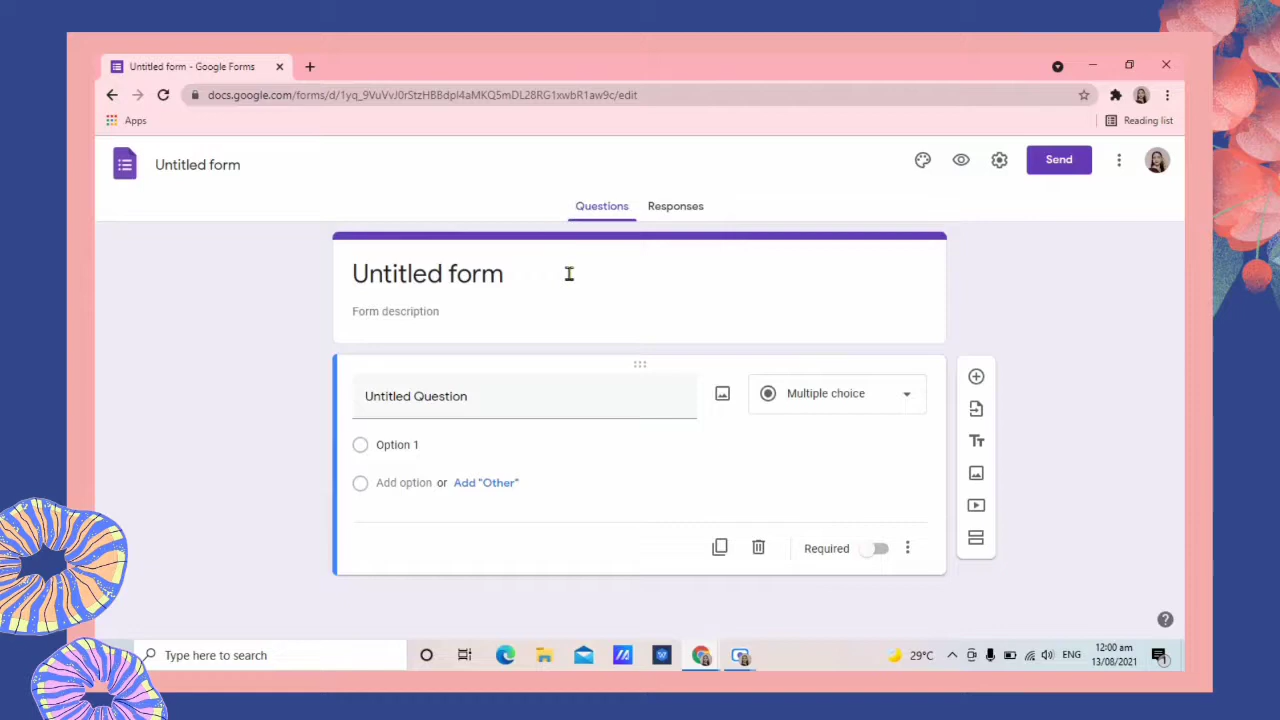 Untitled form - Google Forms
docs.google.com/forms/d/1yq_9VuVvJ0rStzHBBdpI4aMKQ5mDL28RG1xwbR1aw9c/edit
Apps
Reading list
Untitled form
Send
Questions Responses
Untitled form
Form description
Untitled Question
Multiple choice
Option 1
Add option or Add "Other"
Required
Type here to search
29°C
ENG
12:00 am
13/08/2021
1